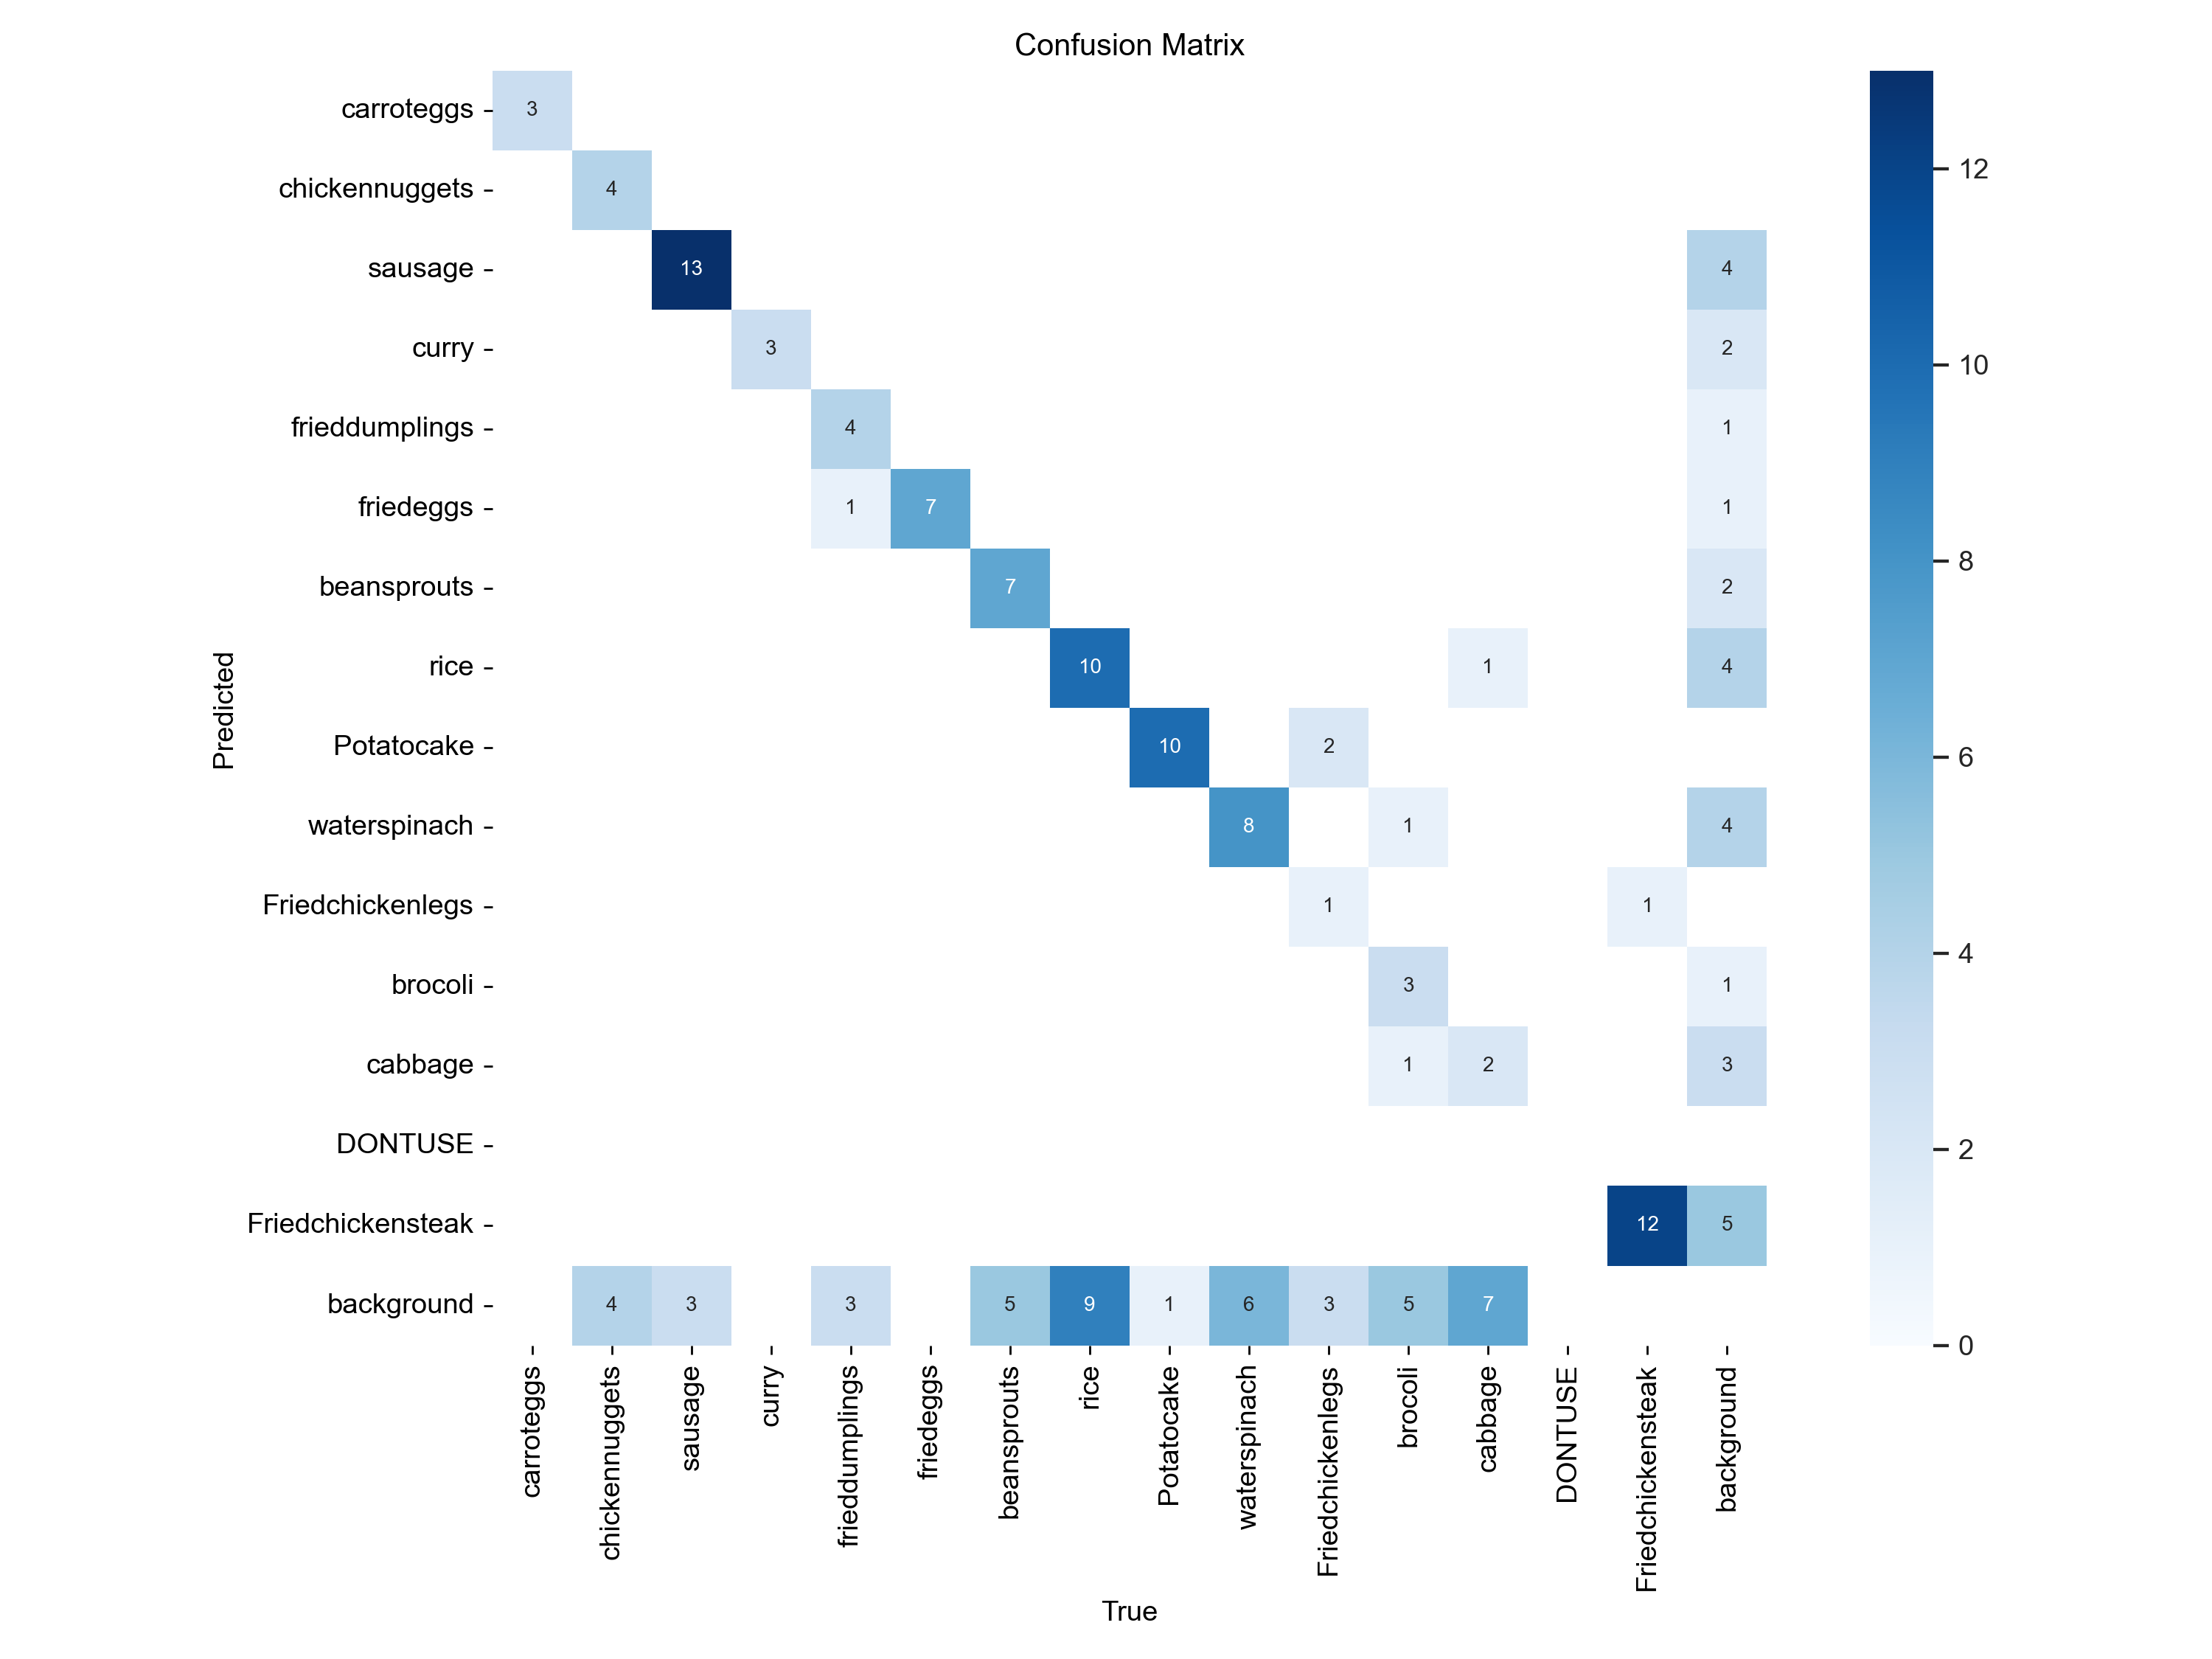 Confusion Matrix
carroteggs 3
chickennuggets 4
sausage 13 4
curry 3 2
frieddumplings 4 1
friedeggs 1 7 1
beansprouts 7 2
rice 10 1 4
Potatocake 10 2
waterspinach 8 1 4
Friedchickenlegs 1 1
brocoli 3 1
cabbage 1 2 3
DONTUSE
Friedchickensteak 12 5
background 4 3 3 5 9 1 6 3 5 7
Predicted
carroteggs
chickennuggets
sausage
curry
frieddumplings
friedeggs
beansprouts
rice
Potatocake
waterspinach
Friedchickenlegs
brocoli
cabbage
DONTUSE
Friedchickensteak
background
True
12
10
8
6
4
2
0